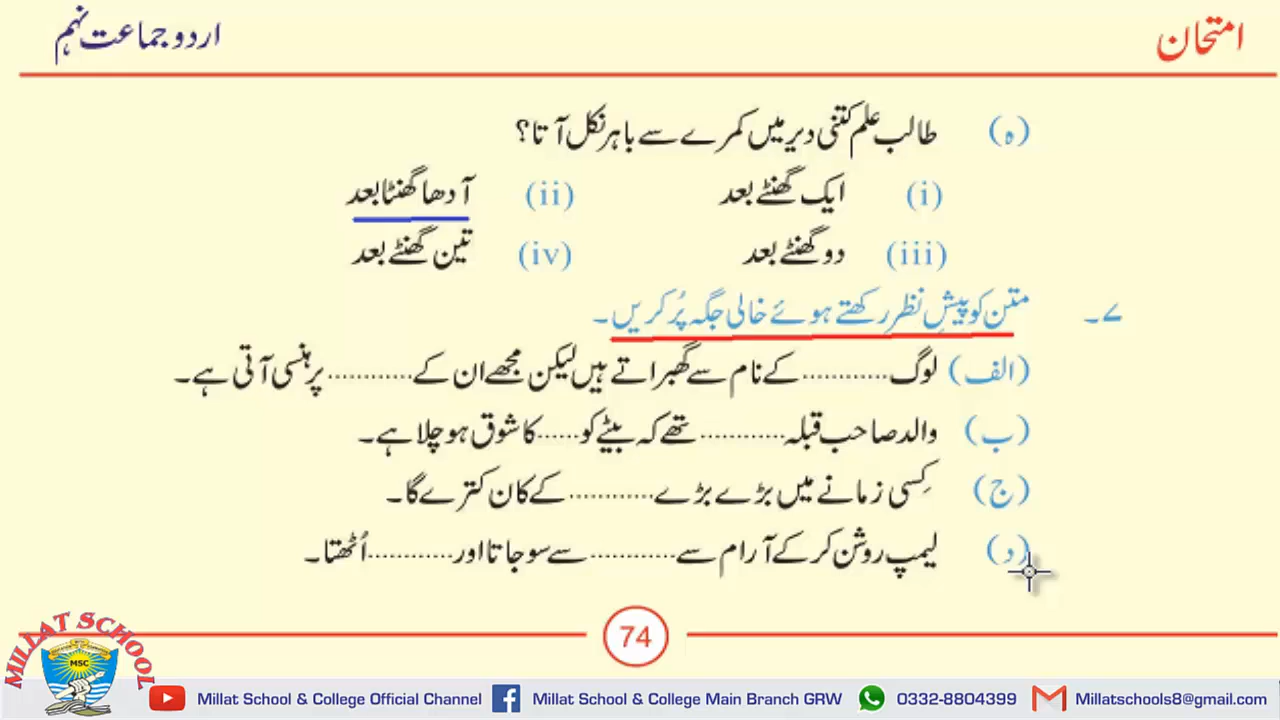 امتحان
اردو جماعت نہم
(ہ) طالب علم کتنی دیر میں کمرے سے باہر نکل آتا؟
(i) ایک گھنٹے بعد (ii) آدھا گھنٹا بعد
(iii) دو گھنٹے بعد (iv) تین گھنٹے بعد
۷۔ متن کو پیشِ نظر رکھتے ہوئے خالی جگہ پُر کریں۔
(الف) لوگ ............ کے نام سے گھبراتے ہیں لیکن مجھے ان کے ............ پر ہنسی آتی ہے۔
(ب) والد صاحب قبلہ ............ تھے کہ بیٹے کو ...... کا شوق ہو چلا ہے۔
(ج) کِسی زمانے میں بڑے بڑے ............ کے کان کترے گا۔
(د) لیمپ روشن کر کے آرام سے ............ سے سو جاتا اور ............ اُٹھتا۔
74
MILLAT SCHOOL
MSC
Millat School & College Official Channel
Millat School & College Main Branch GRW
0332-8804399
Millatschools8@gmail.com